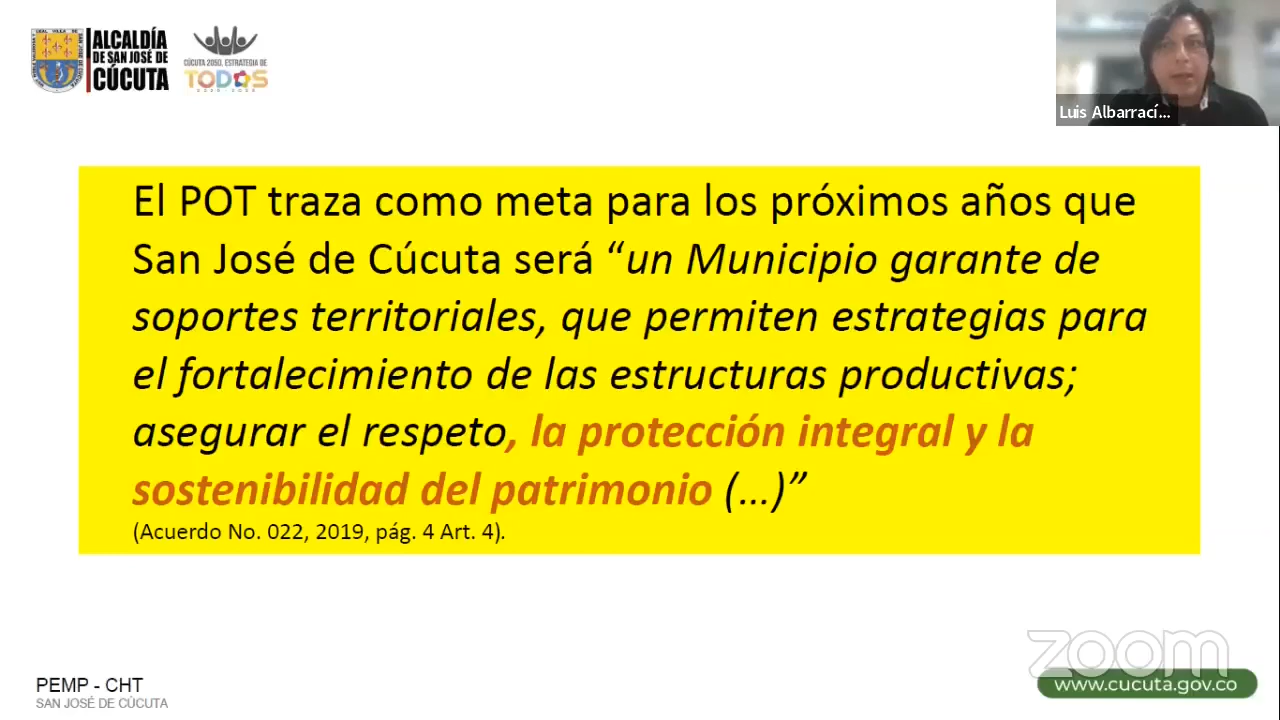 ALCALDÍA
DE SAN JOSÉ DE
CÚCUTA
CÚCUTA 2050, ESTRATEGIA DE
TODOS
Luis Albarrací...
El POT traza como meta para los próximos años que
San José de Cúcuta será “un Municipio garante de
soportes territoriales, que permiten estrategias para
el fortalecimiento de las estructuras productivas;
asegurar el respeto, la protección integral y la
sostenibilidad del patrimonio (…)”
(Acuerdo No. 022, 2019, pág. 4 Art. 4).
zoom
www.cucuta.gov.co
PEMP - CHT
SAN JOSÉ DE CÚCUTA